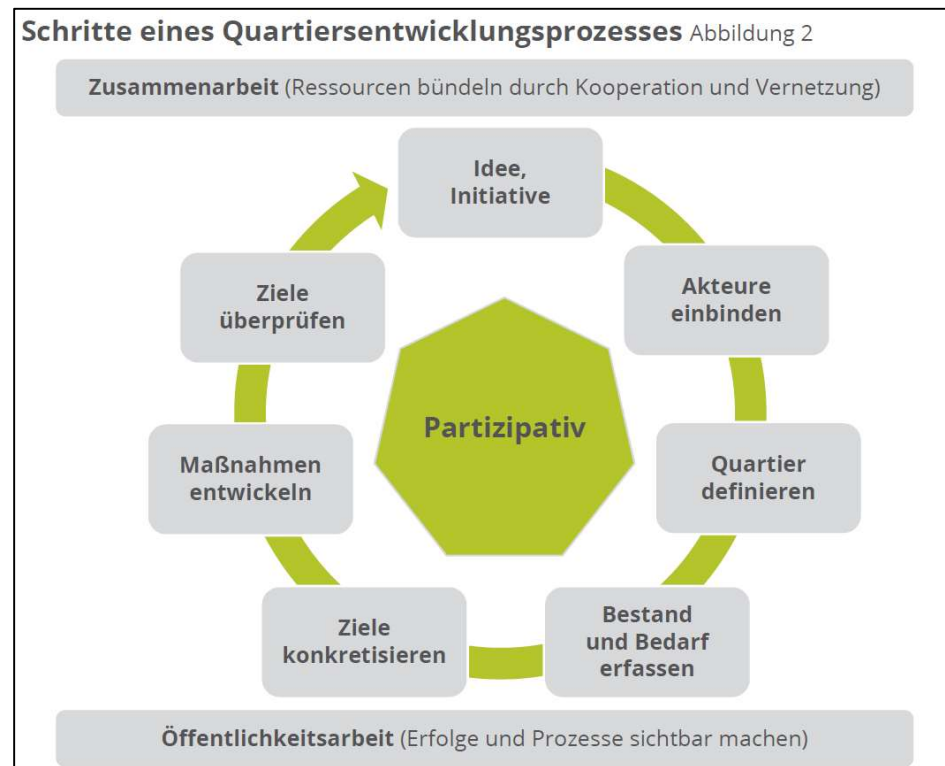 Schritte eines Quartiersentwicklungsprozesses Abbildung 2
Zusammenarbeit (Ressourcen bündeln durch Kooperation und Vernetzung)
Idee,
Initiative
Akteure
einbinden
Quartier
definieren
Bestand
und Bedarf
erfassen
Ziele
konkretisieren
Maßnahmen
entwickeln
Ziele
überprüfen
Partizipativ
Öffentlichkeitsarbeit (Erfolge und Prozesse sichtbar machen)